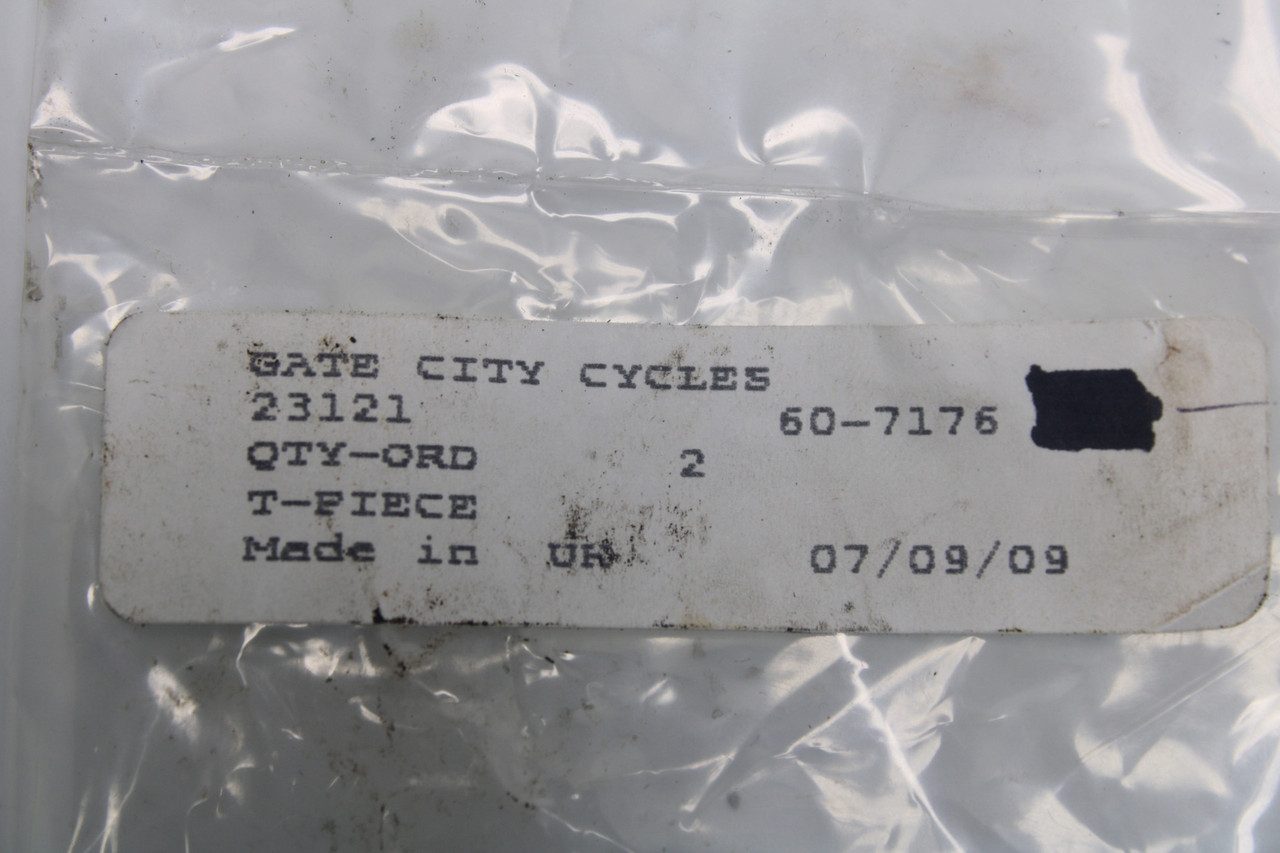 GATE CITY CYCLES
23121 60-7176
QTY-ORD 2
T-PIECE
Made in UK 07/09/09